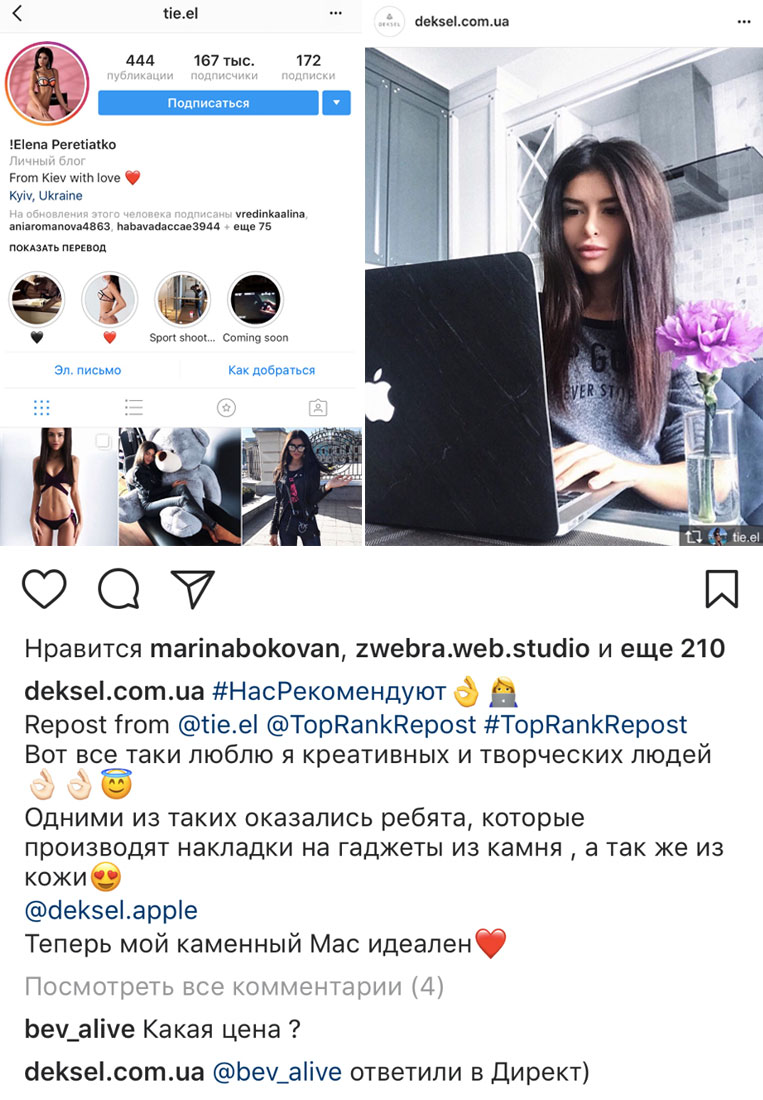 tie.el
444
167 тыс.
172
публикации
подписчики
подписки
Подписаться
!Elena Peretiatko
Личный блог
From Kiev with love ❤️
Kyiv, Ukraine
На обновления этого человека подписаны vredinkaalina,
aniaromanova4863, habavadaccae3944 + еще 75
ПОКАЗАТЬ ПЕРЕВОД
Sport shoot...
Coming soon
Эл. письмо
Как добраться
DEKSEL
deksel.com.ua
tie.el
Нравится marinabokovan, zwebra.web.studio и еще 210
deksel.com.ua #НасРекомендуют👌👩‍💻
Repost from @tie.el @TopRankRepost #TopRankRepost
Вот все таки люблю я креативных и творческих людей
👌🏻👌🏻😇
Одними из таких оказались ребята, которые
производят накладки на гаджеты из камня , а так же из
кожи😍
@deksel.apple
Теперь мой каменный Мас идеален❤️
Посмотреть все комментарии (4)
bev_alive Какая цена ?
deksel.com.ua @bev_alive ответили в Директ)